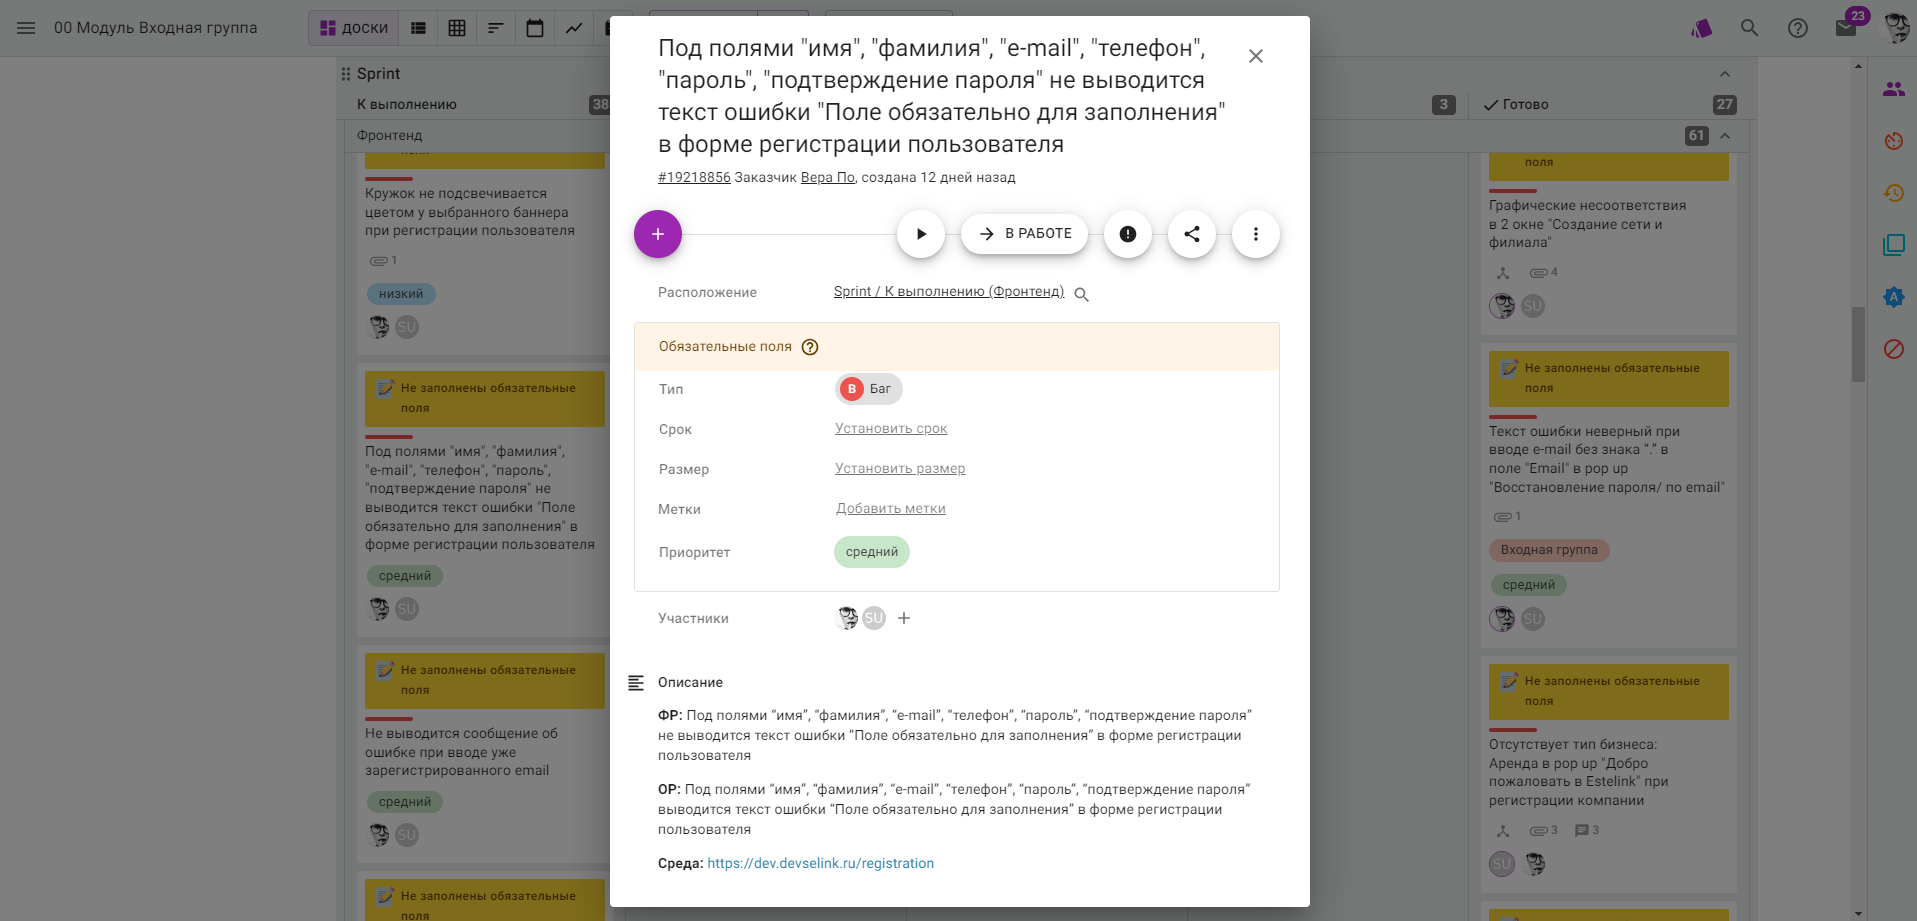 00 Модуль Входная группа
ДОСКИ
23
Sprint
К выполнению
38
3
Готово
27
Фронтенд
61
Кружок не подсвечивается
цветом у выбранного баннера
при регистрации пользователя
1
низкий
SU
Не заполнены обязательные
поля
Под полями "имя", "фамилия",
"e-mail", "телефон", "пароль",
"подтверждение пароля" не
выводится текст ошибки "Поле
обязательно для заполнения" в
форме регистрации пользователя
средний
SU
Не заполнены обязательные
поля
Не выводится сообщение об
ошибке при вводе уже
зарегистрированного email
средний
SU
Не заполнены обязательные
поля
Под полями "имя", "фамилия", "e-mail", "телефон",
"пароль", "подтверждение пароля" не выводится
текст ошибки "Поле обязательно для заполнения"
в форме регистрации пользователя
#19218856 Заказчик Вера По, создана 12 дней назад
В РАБОТЕ
Расположение
Sprint / К выполнению (Фронтенд)
Обязательные поля
Тип
B Баг
Срок
Установить срок
Размер
Установить размер
Метки
Добавить метки
Приоритет
средний
Участники
SU
Описание
ФР: Под полями “имя”, “фамилия”, “e-mail”, “телефон”, “пароль”, “подтверждение пароля”
не выводится текст ошибки “Поле обязательно для заполнения” в форме регистрации
пользователя
ОР: Под полями “имя”, “фамилия”, “e-mail”, “телефон”, “пароль”, “подтверждение пароля”
выводится текст ошибки “Поле обязательно для заполнения” в форме регистрации
пользователя
Среда: https://dev.devselink.ru/registration
поля
Графические несоответствия
в 2 окне "Создание сети и
филиала"
4
SU
Не заполнены обязательные
поля
Текст ошибки неверный при
вводе e-mail без знака “.” в
поле "Email" в pop up
"Восстановление пароля/ по email"
1
Входная группа
средний
SU
Не заполнены обязательные
поля
Отсутствует тип бизнеса:
Аренда в pop up "Добро
пожаловать в Estelink" при
регистрации компании
3
3
SU
A